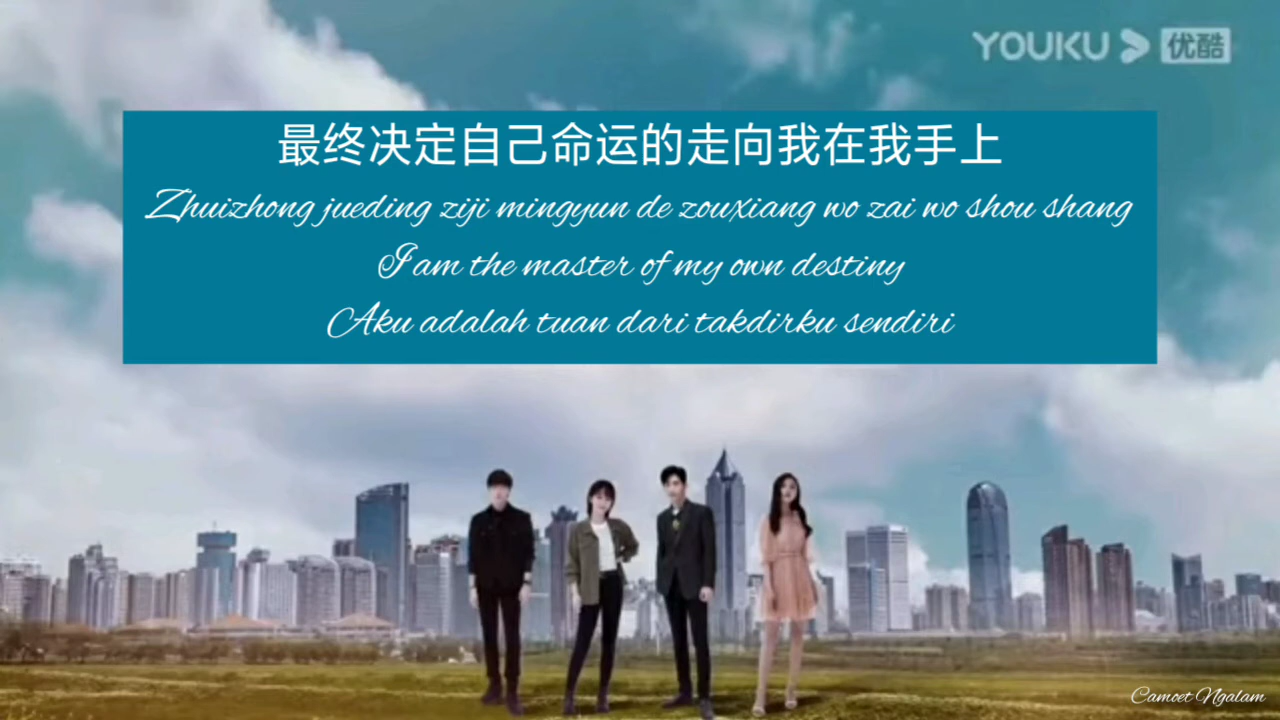 YOUKU 优酷
最终决定自己命运的走向我在我手上
Zhuizhong jueding ziji mingyun de zouxiang wo zai wo shou shang
I am the master of my own destiny
Aku adalah tuan dari takdirku sendiri
Camoet Ngalam